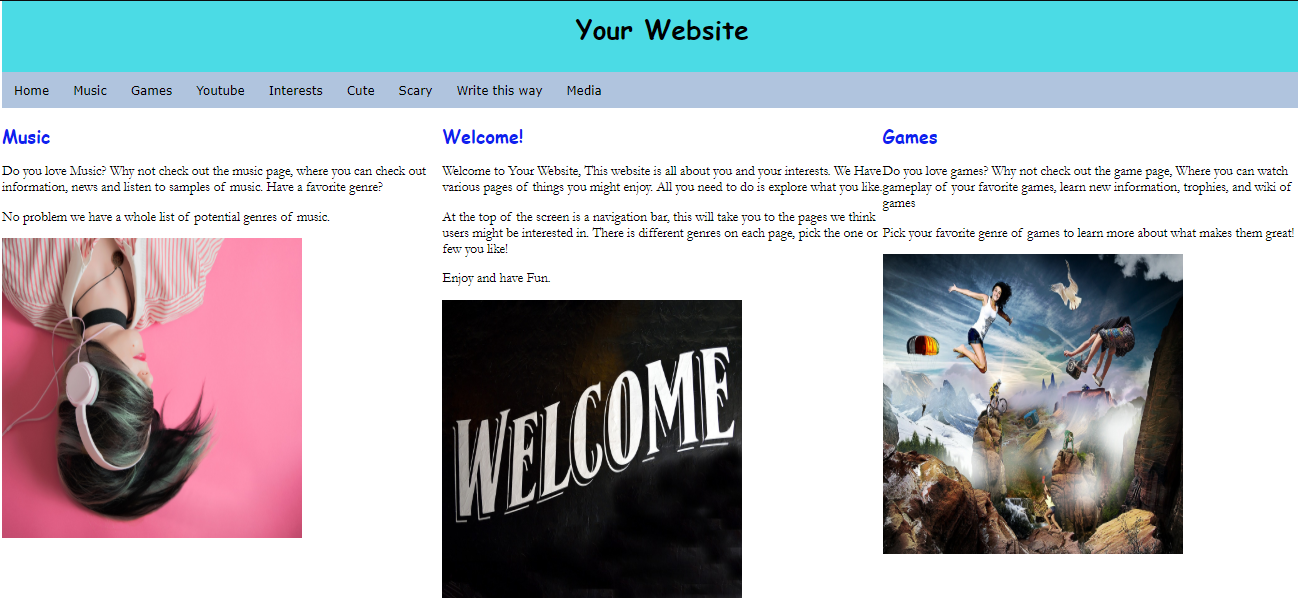 Your Website
Home Music Games Youtube Interests Cute Scary Write this way Media
Music
Do you love Music? Why not check out the music page, where you can check out
information, news and listen to samples of music. Have a favorite genre?
No problem we have a whole list of potential genres of music.
Welcome!
Welcome to Your Website, This website is all about you and your interests. We Have
various pages of things you might enjoy. All you need to do is explore what you like.
At the top of the screen is a navigation bar, this will take you to the pages we think
users might be interested in. There is different genres on each page, pick the one or
few you like!
Enjoy and have Fun.
WELCOME
Games
Do you love games? Why not check out the game page, Where you can watch
gameplay of your favorite games, learn new information, trophies, and wiki of
games
Pick your favorite genre of games to learn more about what makes them great!